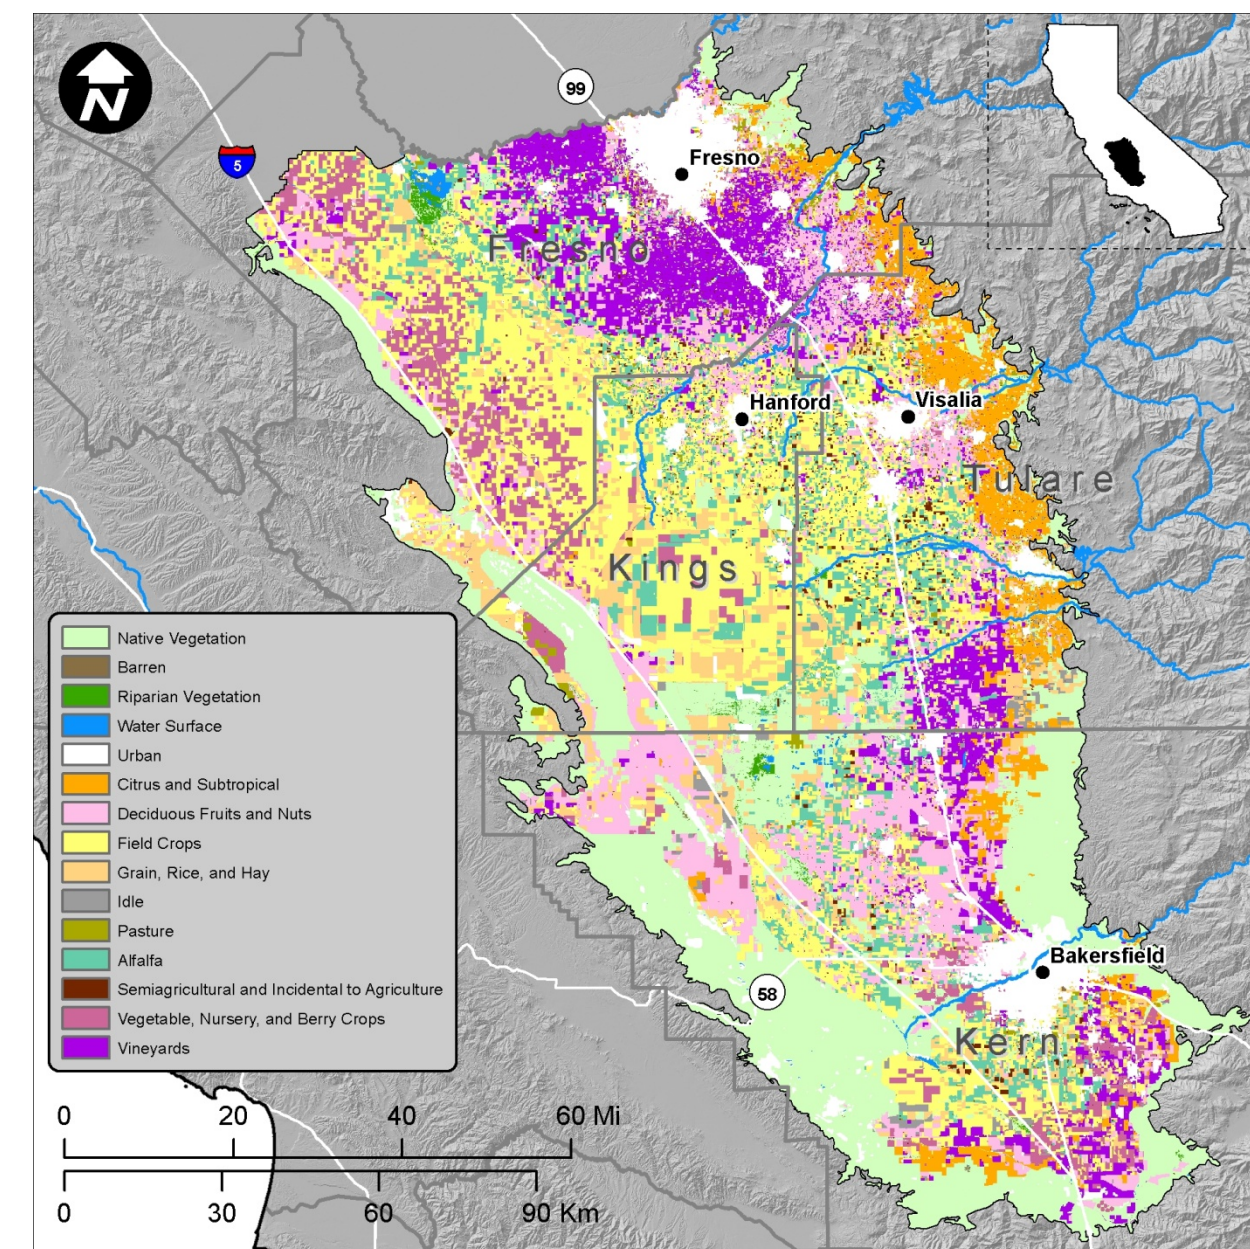 N
99
5
Fresno
Fresno
Hanford
Visalia
Tulare
Kings
Native Vegetation
Barren
Riparian Vegetation
Water Surface
Urban
Citrus and Subtropical
Deciduous Fruits and Nuts
Field Crops
Grain, Rice, and Hay
Idle
Pasture
Alfalfa
Semiagricultural and Incidental to Agriculture
Vegetable, Nursery, and Berry Crops
Vineyards
Bakersfield
58
Kern
0 20 40 60 Mi
0 30 60 90 Km